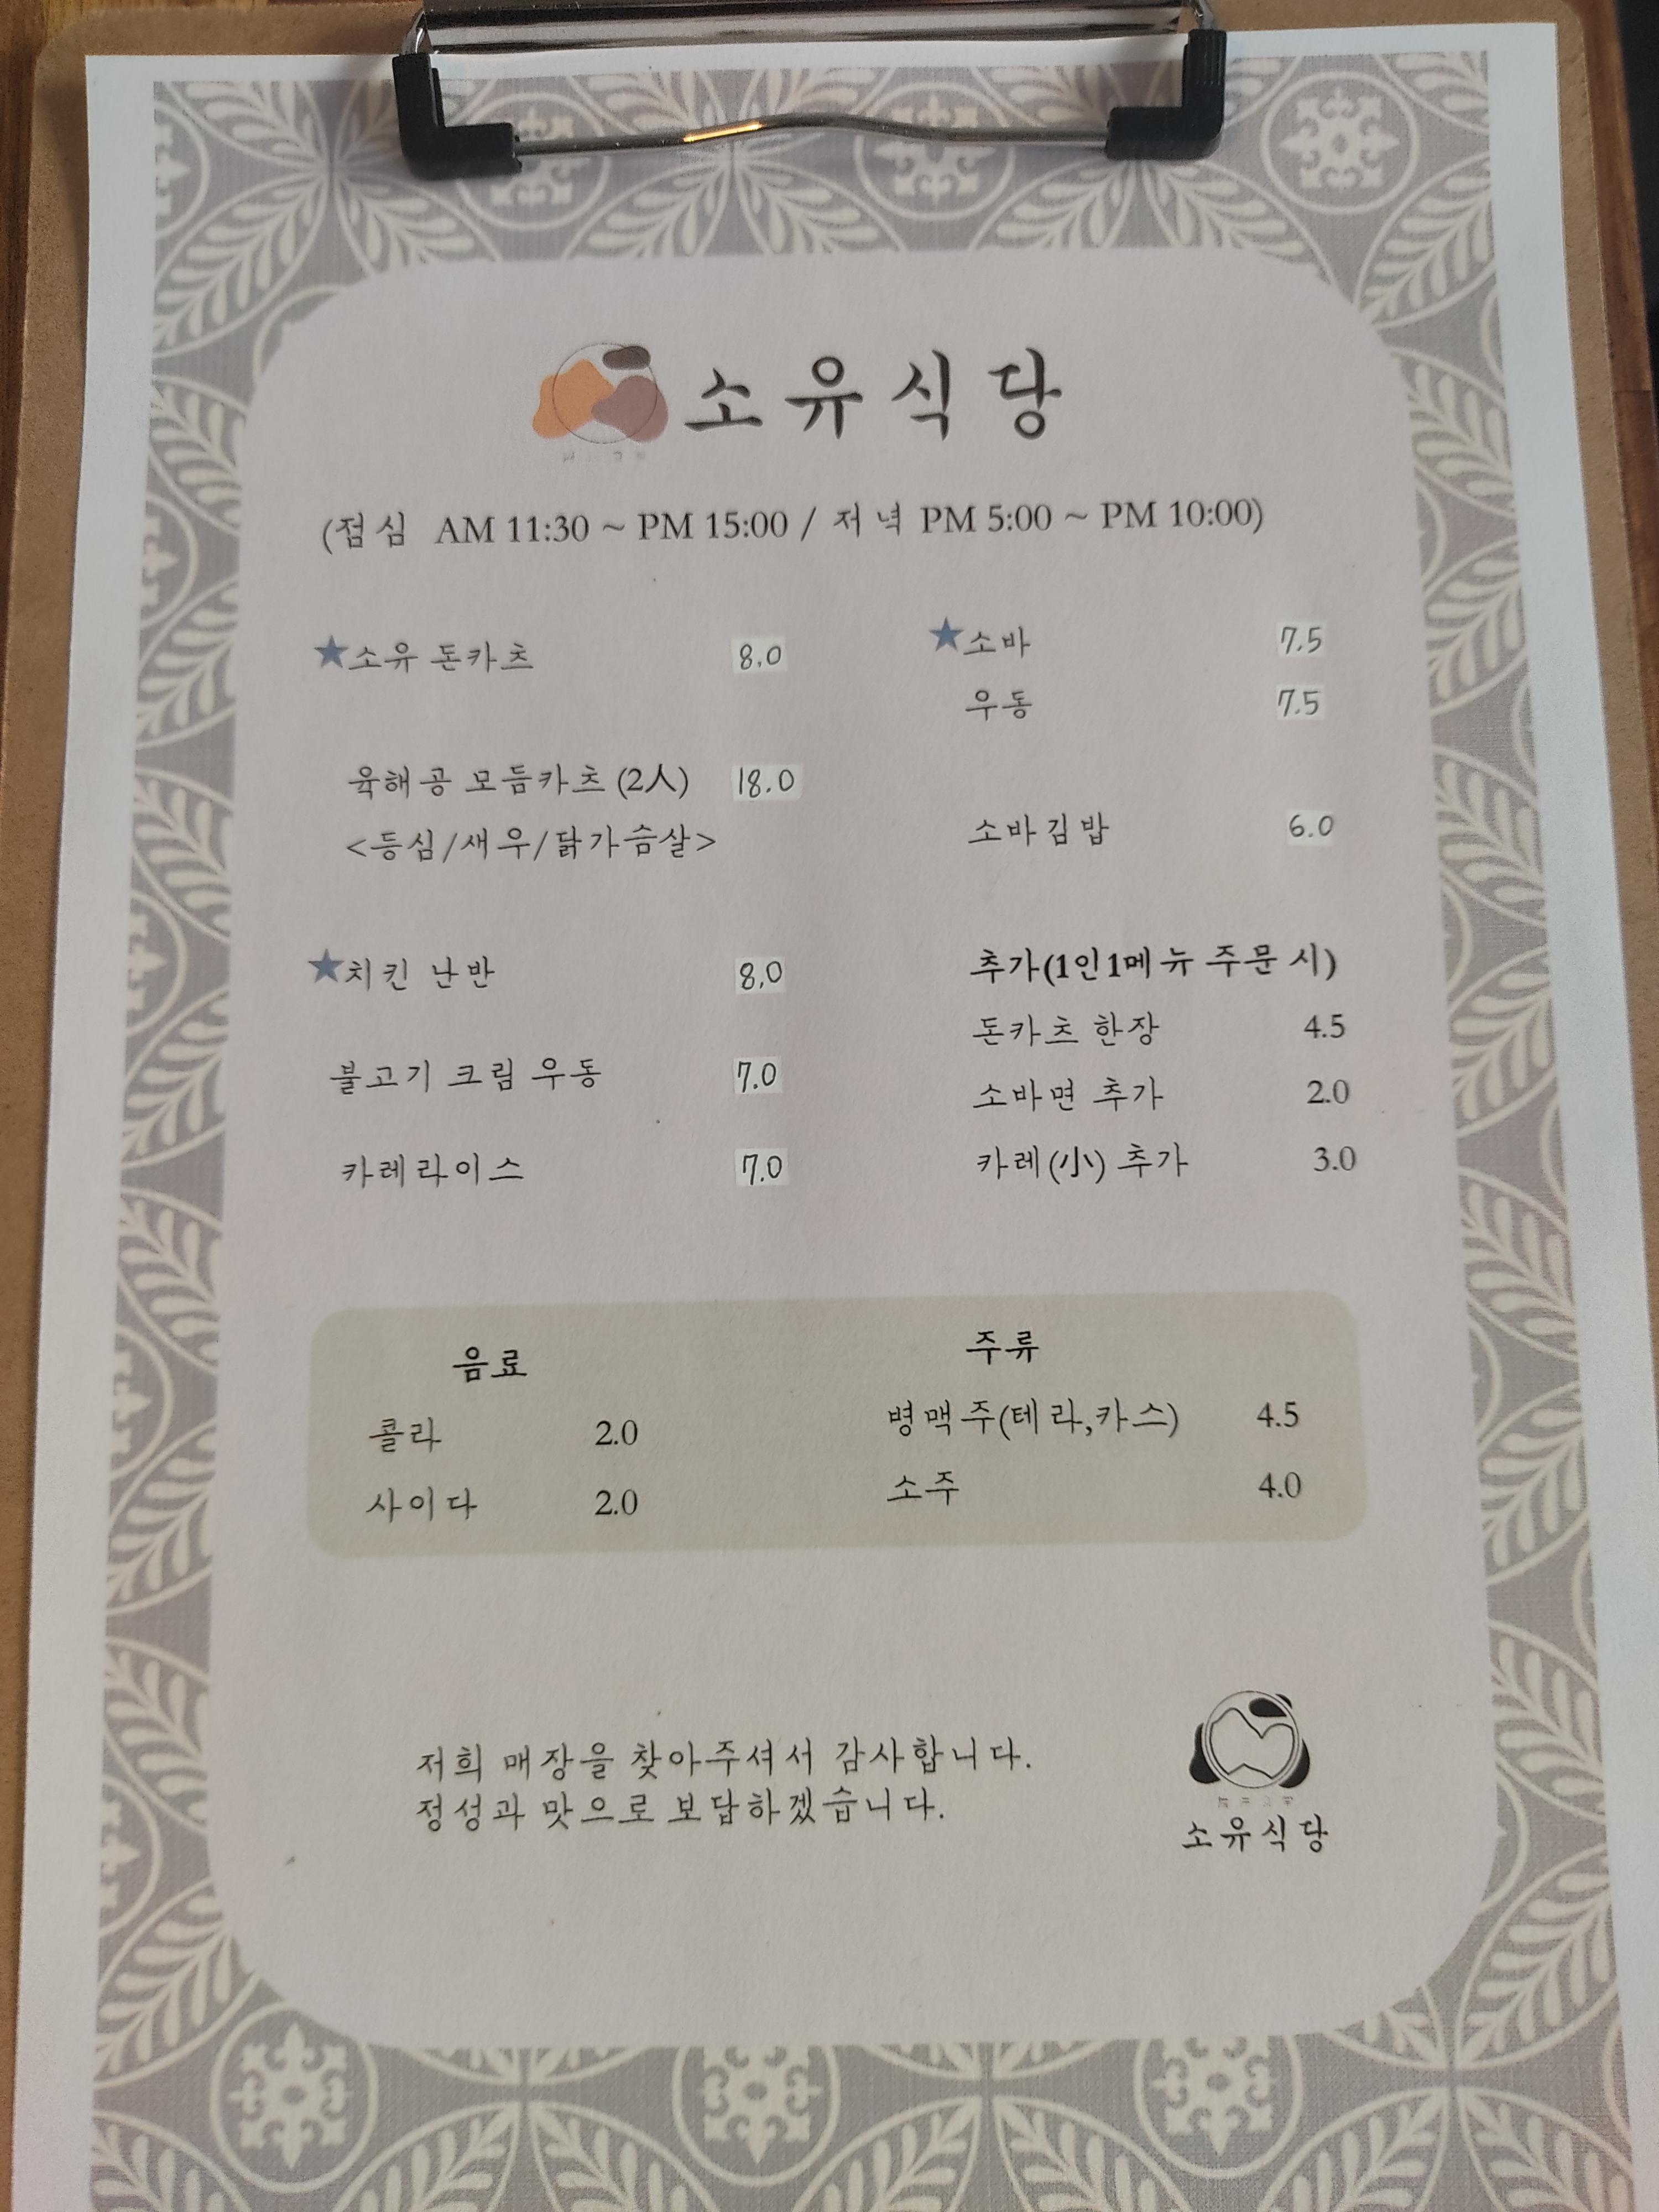 소유식당
(점심 AM 11:30 ~ PM 15:00 / 저녁 PM 5:00 ~ PM 10:00)
★소유 돈카츠 8.0
육해공 모듬카츠 (2人) 18.0
<등심/새우/닭가슴살>
★치킨 난반 8.0
불고기 크림 우동 7.0
카레라이스 7.0
★소바 7.5
우동 7.5
소바김밥 6.0
추가(1인1메뉴 주문 시)
돈카츠 한장 4.5
소바면 추가 2.0
카레(小) 추가 3.0
음료
콜라 2.0
사이다 2.0
주류
병맥주(테라,카스) 4.5
소주 4.0
저희 매장을 찾아주셔서 감사합니다.
정성과 맛으로 보답하겠습니다.
소유식당